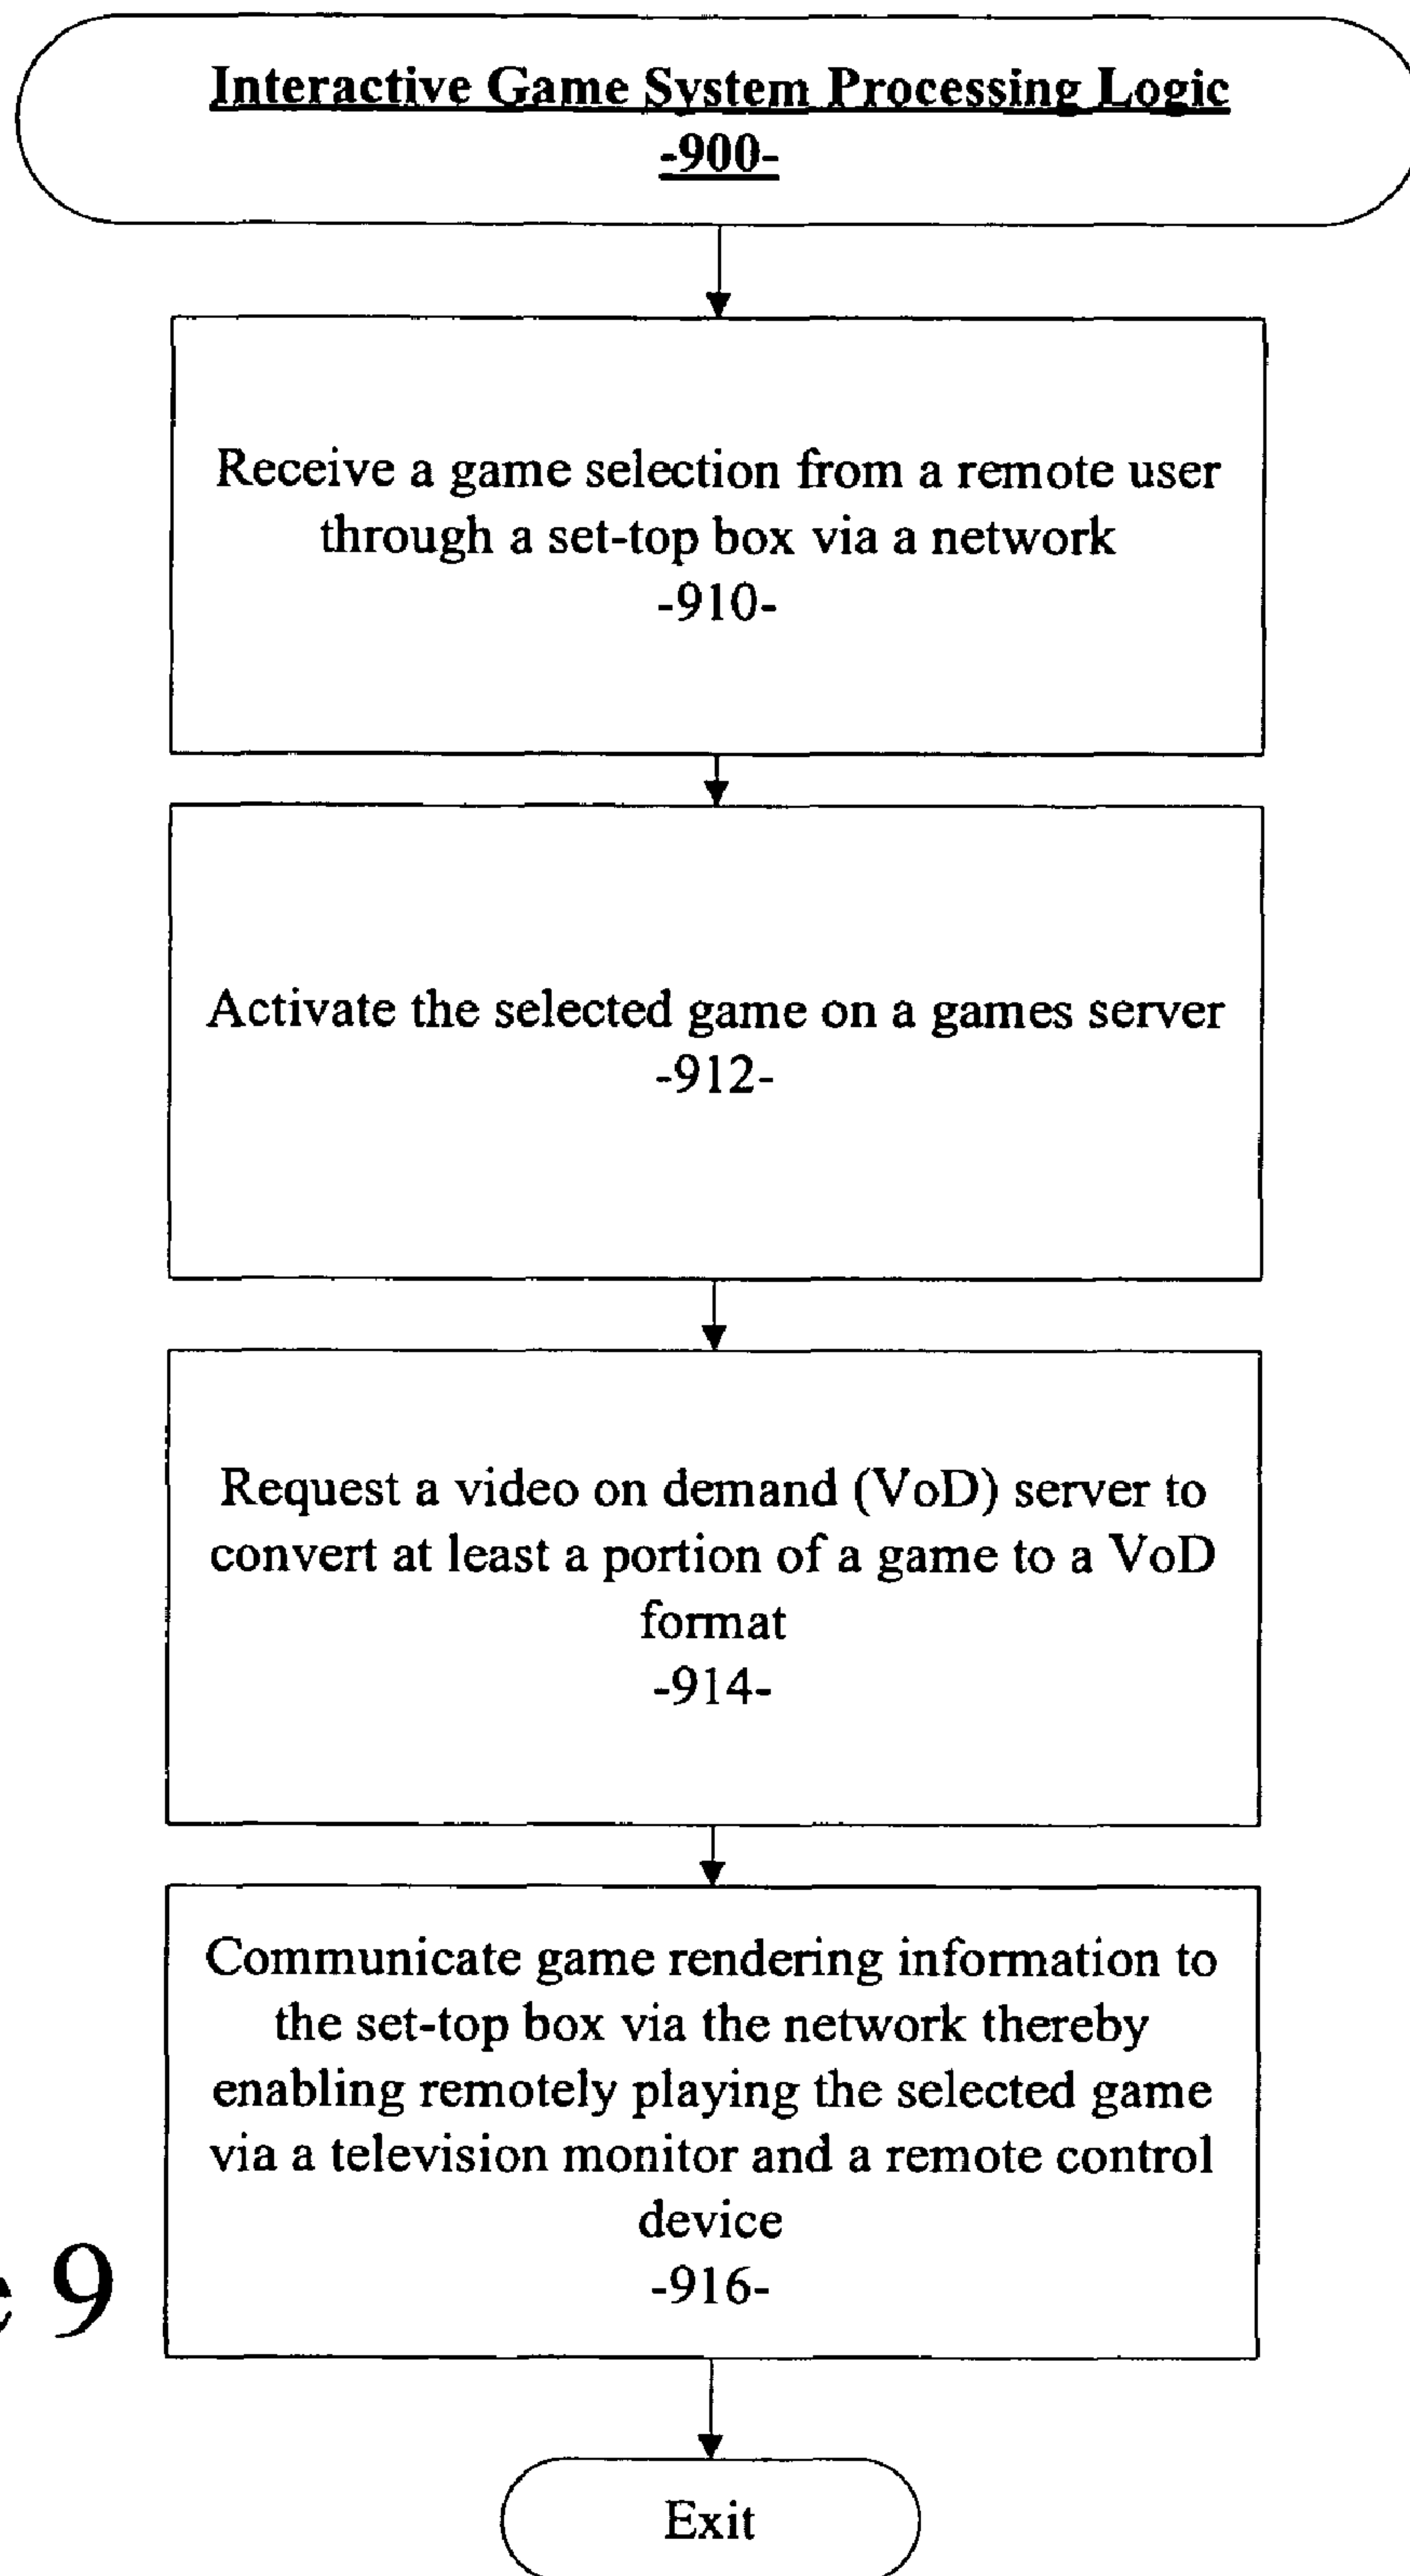 Interactive Game System Processing Logic
-900-
Receive a game selection from a remote user
through a set-top box via a network
-910-
Activate the selected game on a games server
-912-
Request a video on demand (VoD) server to
convert at least a portion of a game to a VoD
format
-914-
Communicate game rendering information to
the set-top box via the network thereby
enabling remotely playing the selected game
via a television monitor and a remote control
device
-916-
9
Exit